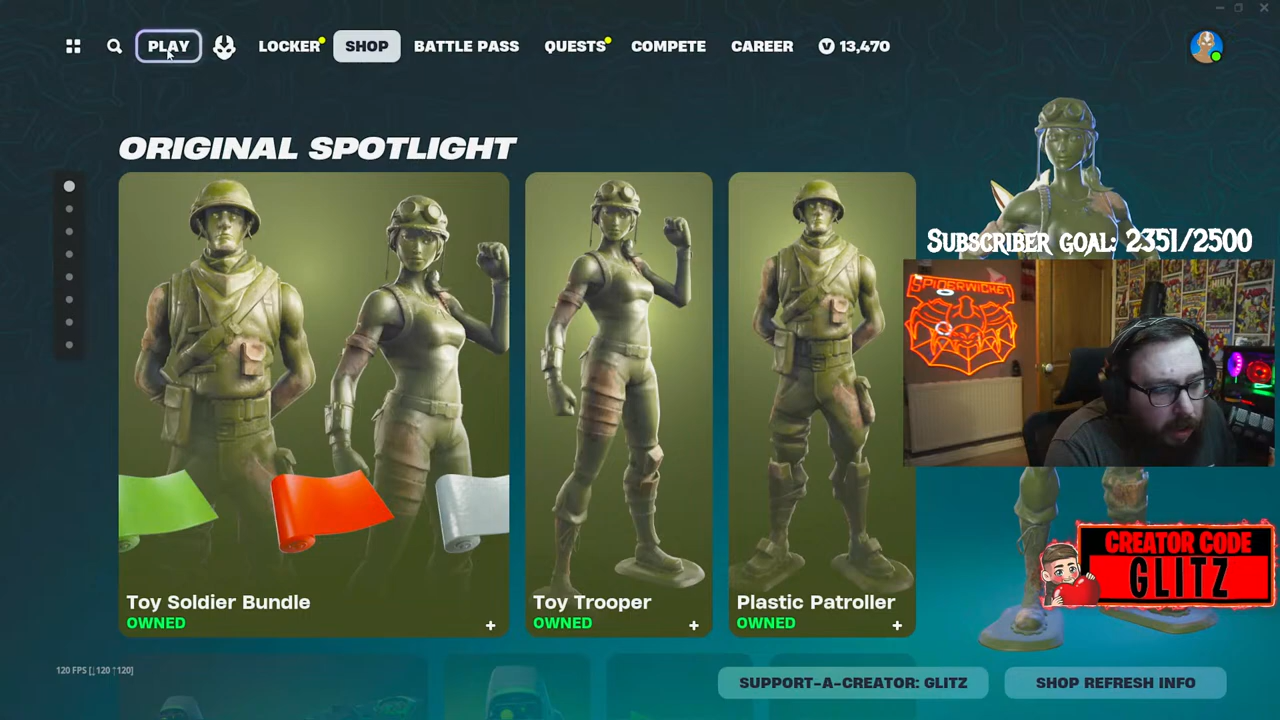 PLAY
LOCKER
SHOP
BATTLE PASS
QUESTS
COMPETE
CAREER
V 13,470
ORIGINAL SPOTLIGHT
SUBSCRIBER GOAL: 2351/2500
SPIDERWICKET
CREATOR CODE
GLITZ
Toy Soldier Bundle
OWNED
+
Toy Trooper
OWNED
+
Plastic Patroller
OWNED
+
120 FPS [↓120 ↑120]
SUPPORT-A-CREATOR: GLITZ
SHOP REFRESH INFO